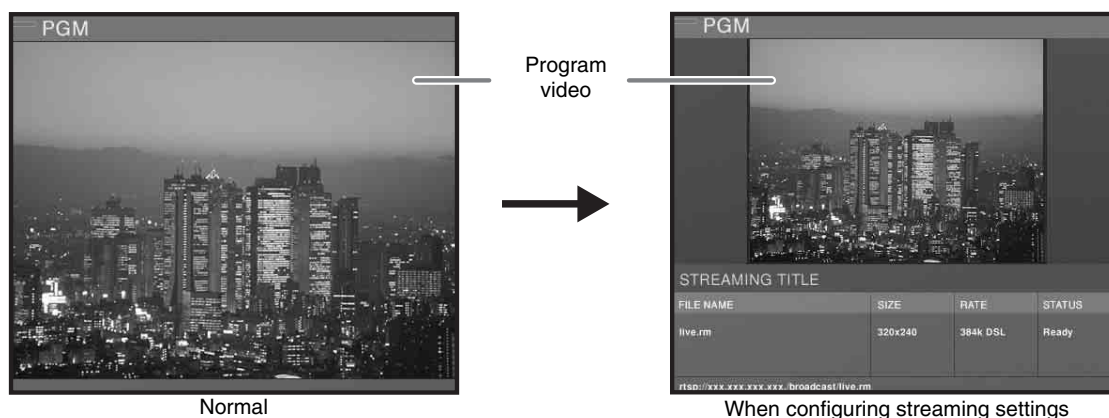 PGM
Program
video
Normal
PGM
STREAMING TITLE
FILE NAME SIZE RATE STATUS
live.rm 320x240 384k DSL Ready
rtsp://xxx.xxx.xxx.xxx./broadcast/live.rm
When configuring streaming settings